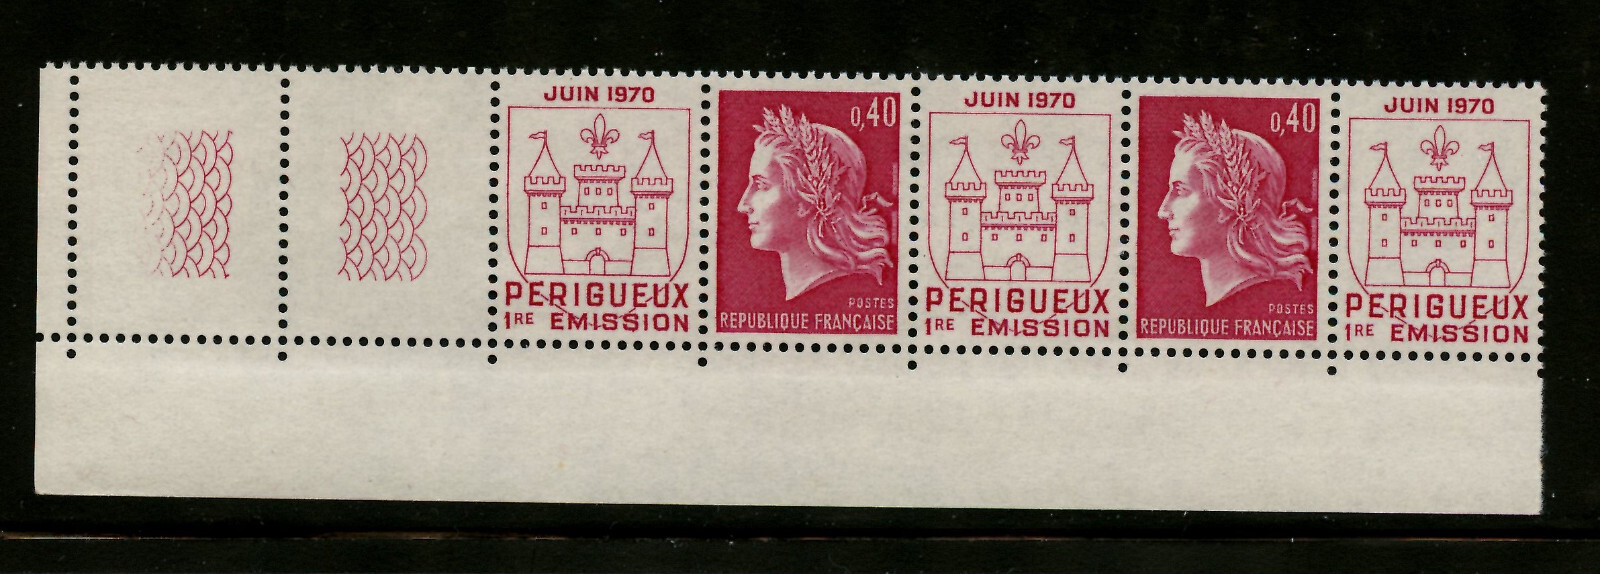 JUIN 1970
PERIGUEUX
1RE EMISSION
0,40
POSTES
REPUBLIQUE FRANÇAISE
JUIN 1970
PERIGUEUX
1RE EMISSION
0,40
POSTES
REPUBLIQUE FRANÇAISE
JUIN 1970
PERIGUEUX
1RE EMISSION